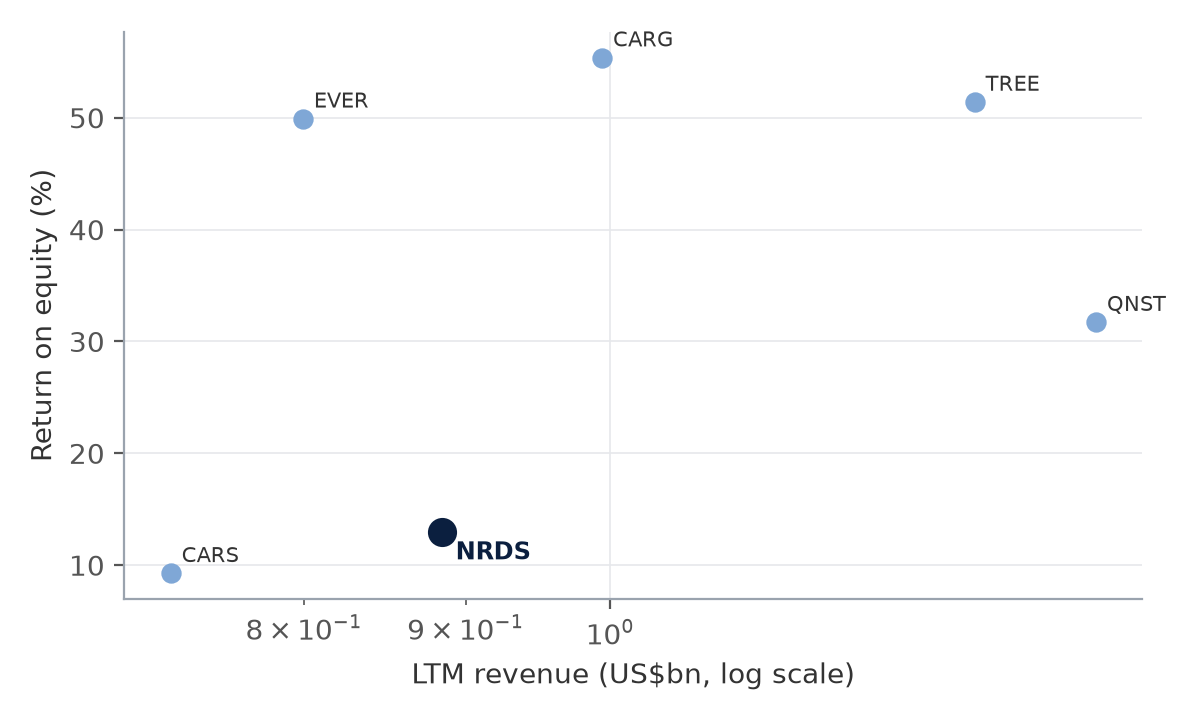 CARG
TREE
EVER
50
40
QNST
30
20
NRDS
CARS
10
8 × 10⁻¹
9 × 10⁻¹
10⁰
Return on equity (%)
LTM revenue (US$bn, log scale)